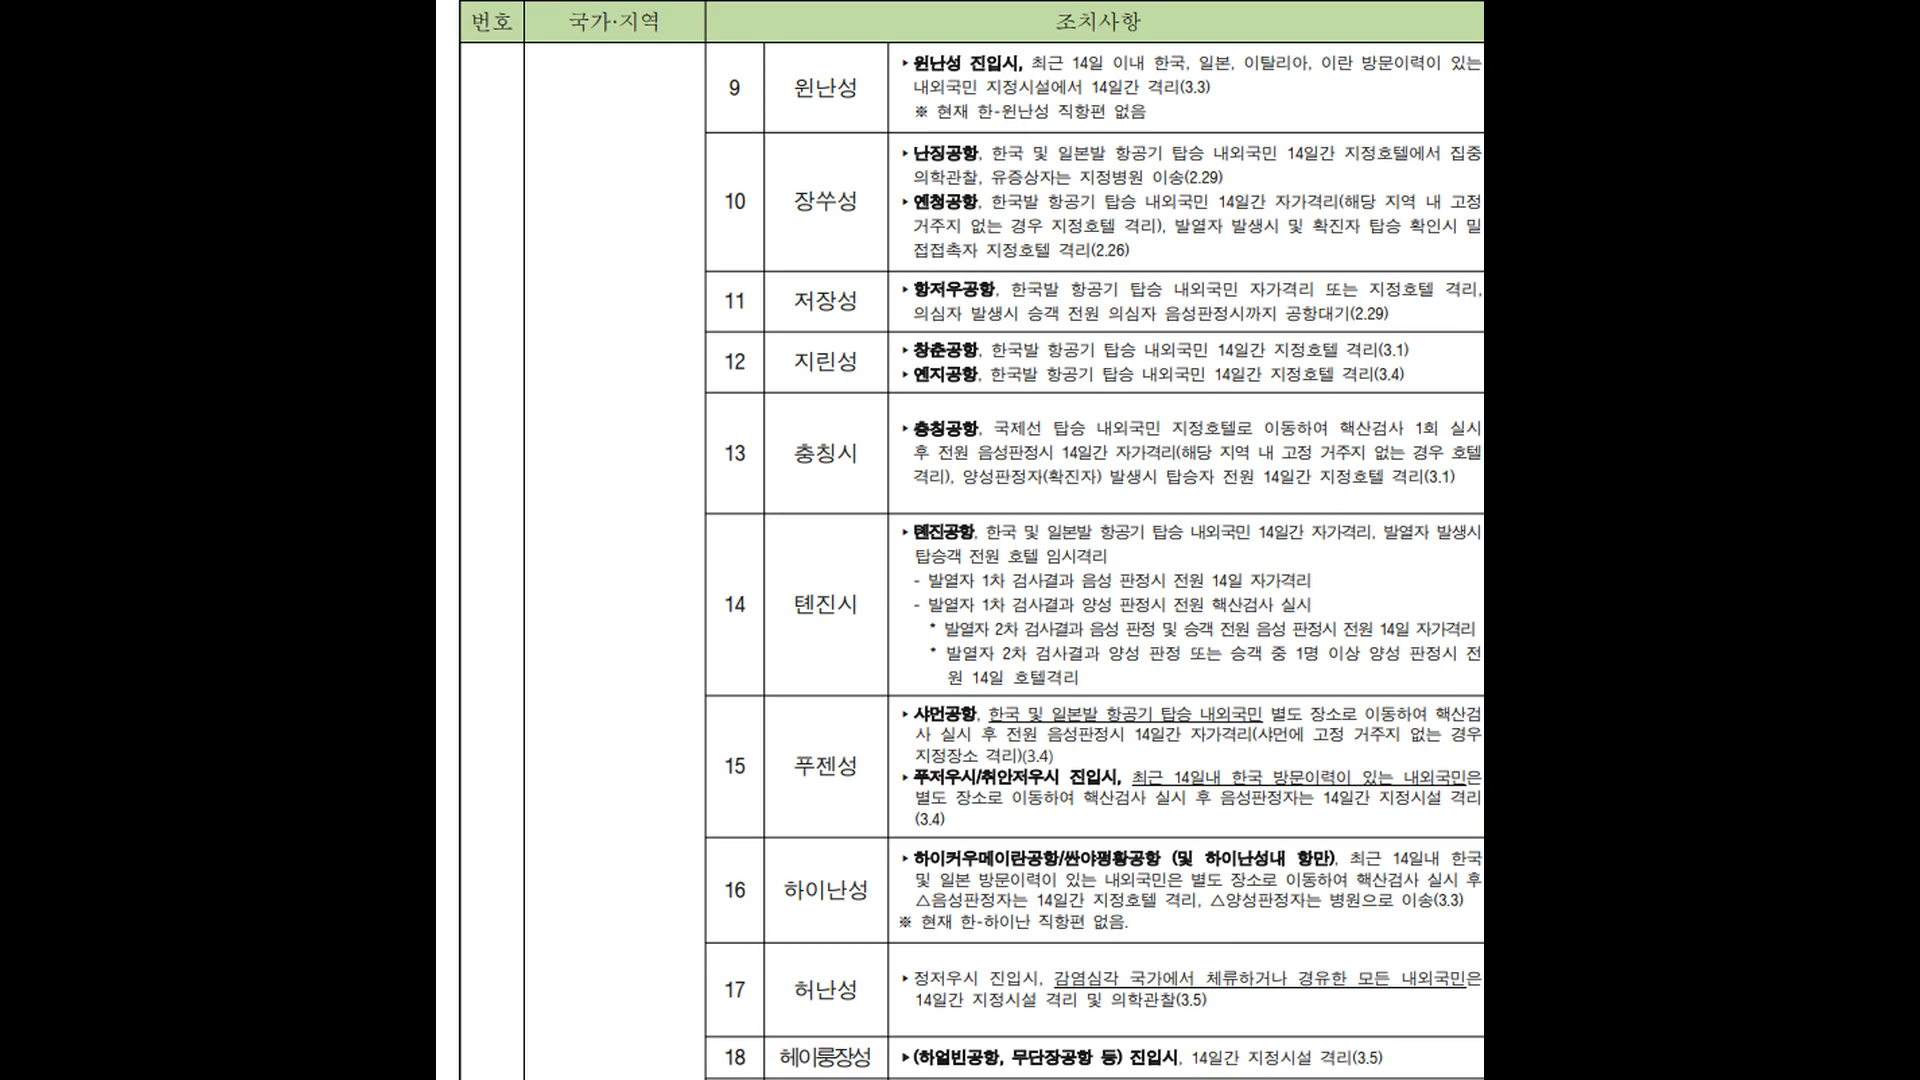 번호 국가·지역 조치사항
9 윈난성
▸윈난성 진입시, 최근 14일 이내 한국, 일본, 이탈리아, 이란 방문이력이 있는
내외국민 지정시설에서 14일간 격리(3.3)
※ 현재 한-윈난성 직항편 없음
10 장쑤성
▸난징공항, 한국 및 일본발 항공기 탑승 내외국민 14일간 지정호텔에서 집중
의학관찰, 유증상자는 지정병원 이송(2.29)
▸옌청공항, 한국발 항공기 탑승 내외국민 14일간 자가격리(해당 지역 내 고정
거주지 없는 경우 지정호텔 격리), 발열자 발생시 및 확진자 탑승 확인시 밀
접접촉자 지정호텔 격리(2.26)
11 저장성
▸항저우공항, 한국발 항공기 탑승 내외국민 자가격리 또는 지정호텔 격리,
의심자 발생시 승객 전원 의심자 음성판정시까지 공항대기(2.29)
12 지린성
▸창춘공항, 한국발 항공기 탑승 내외국민 14일간 지정호텔 격리(3.1)
▸옌지공항, 한국발 항공기 탑승 내외국민 14일간 지정호텔 격리(3.4)
13 충칭시
▸충칭공항, 국제선 탑승 내외국민 지정호텔로 이동하여 핵산검사 1회 실시
후 전원 음성판정시 14일간 자가격리(해당 지역 내 고정 거주지 없는 경우 호텔
격리), 양성판정자(확진자) 발생시 탑승자 전원 14일간 지정호텔 격리(3.1)
14 톈진시
▸톈진공항, 한국 및 일본발 항공기 탑승 내외국민 14일간 자가격리, 발열자 발생시
탑승객 전원 호텔 임시격리
- 발열자 1차 검사결과 음성 판정시 전원 14일 자가격리
- 발열자 1차 검사결과 양성 판정시 전원 핵산검사 실시
* 발열자 2차 검사결과 음성 판정 및 승객 전원 음성 판정시 전원 14일 자가격리
* 발열자 2차 검사결과 양성 판정 또는 승객 중 1명 이상 양성 판정시 전
원 14일 호텔격리
15 푸젠성
▸샤먼공항, 한국 및 일본발 항공기 탑승 내외국민 별도 장소로 이동하여 핵산검
사 실시 후 전원 음성판정시 14일간 자가격리(샤먼에 고정 거주지 없는 경우
지정장소 격리)(3.4)
▸푸저우시/취안저우시 진입시, 최근 14일내 한국 방문이력이 있는 내외국민은
별도 장소로 이동하여 핵산검사 실시 후 음성판정자는 14일간 지정시설 격리
(3.4)
16 하이난성
▸하이커우메이란공항/싼야펑황공항 (및 하이난성내 항만), 최근 14일내 한국
및 일본 방문이력이 있는 내외국민은 별도 장소로 이동하여 핵산검사 실시 후
△음성판정자는 14일간 지정호텔 격리, △양성판정자는 병원으로 이송(3.3)
※ 현재 한-하이난 직항편 없음.
17 허난성
▸정저우시 진입시, 감염심각 국가에서 체류하거나 경유한 모든 내외국민은
14일간 지정시설 격리 및 의학관찰(3.5)
18 헤이룽장성
▸(하얼빈공항, 무단장공항 등) 진입시, 14일간 지정시설 격리(3.5)